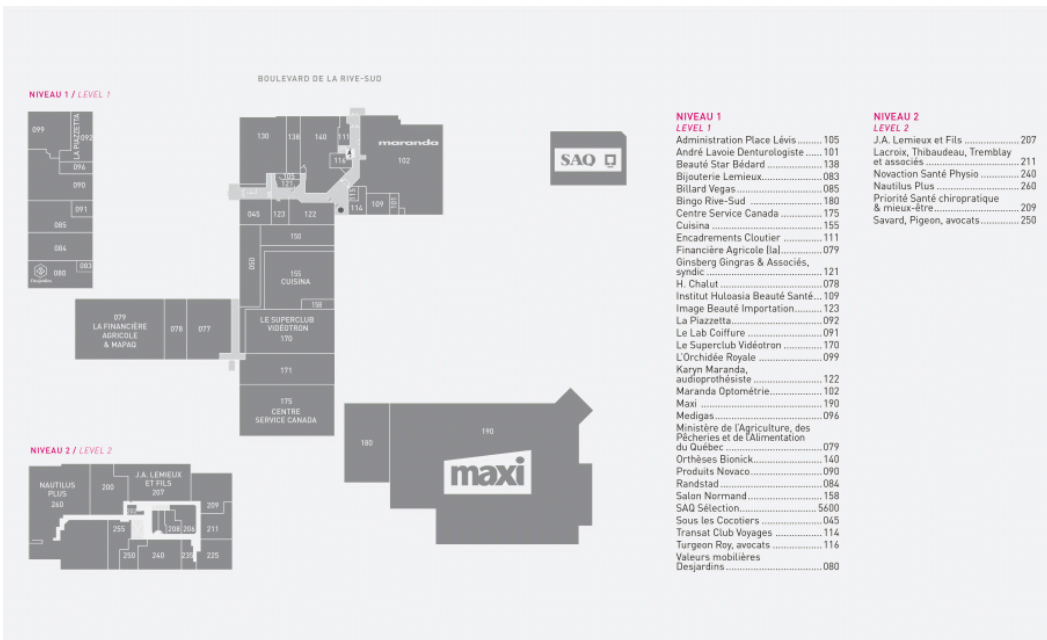 BOULEVARD DE LA RIVE-SUD
NIVEAU 1 / LEVEL 1
099
LA PIAZZETTA
092
096
090
091
085
084
083
080
Desjardins
130
138
140
111
116
maranda
102
105
121
115
114
109
101
045
123
122
150
050
155
CUISINA
158
LE SUPERCLUB
VIDÉOTRON
170
171
175
CENTRE
SERVICE CANADA
079
LA FINANCIÈRE
AGRICOLE
& MAPAQ
078
077
SAQ
180
190
maxi
NIVEAU 2 / LEVEL 2
NAUTILUS
PLUS
260
200
J.A. LEMIEUX
ET FILS
207
209
211
208
206
255
250
240
235
225
NIVEAU 1
LEVEL 1
Administration Place Lévis 105
André Lavoie Denturologiste 101
Beauté Star Bédard 138
Bijouterie Lemieux 083
Billard Vegas 085
Bingo Rive-Sud 180
Centre Service Canada 175
Cuisina 155
Encadrements Cloutier 111
Financière Agricole (la) 079
Ginsberg Gingras & Associés,
syndic 121
H. Chalut 078
Institut Huloasia Beauté Santé 109
Image Beauté Importation 123
La Piazzetta 092
Le Lab Coiffure 091
Le Superclub Vidéotron 170
L'Orchidée Royale 099
Karyn Maranda,
audioprothésiste 122
Maranda Optométrie 102
Maxi 190
Medigas 096
Ministère de l'Agriculture, des
Pêcheries et de l'Alimentation
du Québec 079
Orthèses Bionick 140
Produits Novaco 090
Randstad 084
Salon Normand 158
SAQ Sélection 5600
Sous les Cocotiers 045
Transat Club Voyages 114
Turgeon Roy, avocats 116
Valeurs mobilières
Desjardins 080
NIVEAU 2
LEVEL 2
J.A. Lemieux et Fils 207
Lacroix, Thibaudeau, Tremblay
et associés 211
Novaction Santé Physio 240
Nautilus Plus 260
Priorité Santé chiropratique
& mieux-être 209
Savard, Pigeon, avocats 250